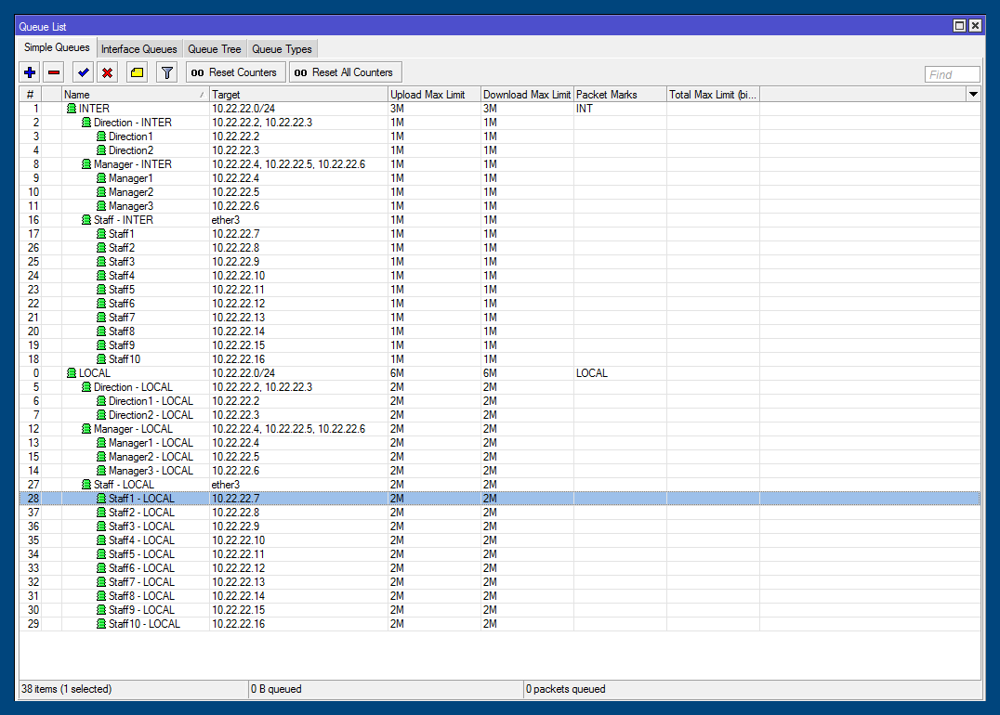 Queue List
Simple Queues Interface Queues Queue Tree Queue Types
Reset Counters Reset All Counters Find
# Name Target Upload Max Limit Download Max Limit Packet Marks Total Max Limit (bi...
1 INTER 10.22.22.0/24 3M 3M INT
2 Direction - INTER 10.22.22.2, 10.22.22.3 1M 1M
3 Direction1 10.22.22.2 1M 1M
4 Direction2 10.22.22.3 1M 1M
8 Manager - INTER 10.22.22.4, 10.22.22.5, 10.22.22.6 1M 1M
9 Manager1 10.22.22.4 1M 1M
10 Manager2 10.22.22.5 1M 1M
11 Manager3 10.22.22.6 1M 1M
16 Staff - INTER ether3 1M 1M
17 Staff1 10.22.22.7 1M 1M
26 Staff2 10.22.22.8 1M 1M
25 Staff3 10.22.22.9 1M 1M
24 Staff4 10.22.22.10 1M 1M
23 Staff5 10.22.22.11 1M 1M
22 Staff6 10.22.22.12 1M 1M
21 Staff7 10.22.22.13 1M 1M
20 Staff8 10.22.22.14 1M 1M
19 Staff9 10.22.22.15 1M 1M
18 Staff10 10.22.22.16 1M 1M
0 LOCAL 10.22.22.0/24 6M 6M LOCAL
5 Direction - LOCAL 10.22.22.2, 10.22.22.3 2M 2M
6 Direction1 - LOCAL 10.22.22.2 2M 2M
7 Direction2 - LOCAL 10.22.22.3 2M 2M
12 Manager - LOCAL 10.22.22.4, 10.22.22.5, 10.22.22.6 2M 2M
13 Manager1 - LOCAL 10.22.22.4 2M 2M
15 Manager2 - LOCAL 10.22.22.5 2M 2M
14 Manager3 - LOCAL 10.22.22.6 2M 2M
27 Staff - LOCAL ether3 2M 2M
28 Staff1 - LOCAL 10.22.22.7 2M 2M
37 Staff2 - LOCAL 10.22.22.8 2M 2M
36 Staff3 - LOCAL 10.22.22.9 2M 2M
35 Staff4 - LOCAL 10.22.22.10 2M 2M
34 Staff5 - LOCAL 10.22.22.11 2M 2M
33 Staff6 - LOCAL 10.22.22.12 2M 2M
32 Staff7 - LOCAL 10.22.22.13 2M 2M
31 Staff8 - LOCAL 10.22.22.14 2M 2M
30 Staff9 - LOCAL 10.22.22.15 2M 2M
29 Staff10 - LOCAL 10.22.22.16 2M 2M
38 items (1 selected) 0 B queued 0 packets queued